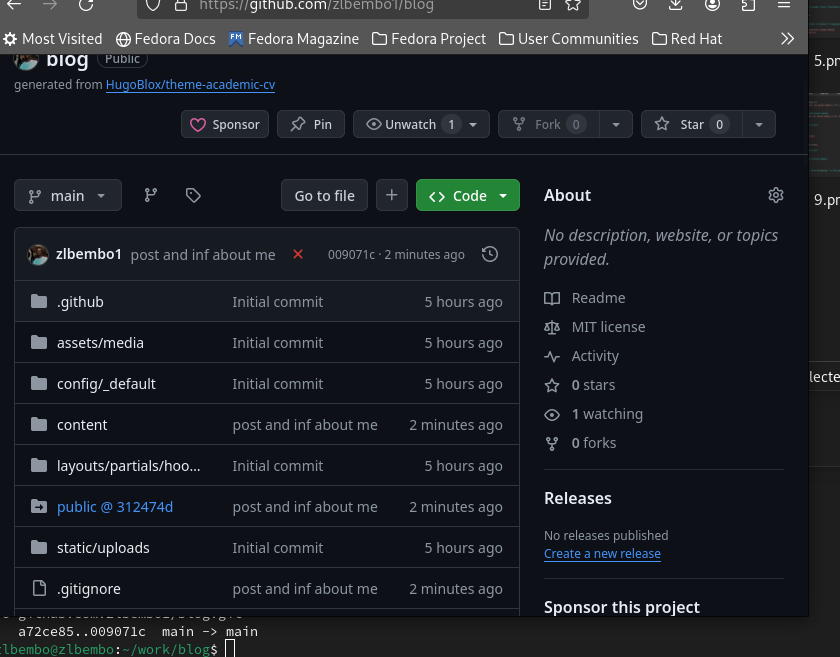 https://github.com/zlbembo1/blog
Most Visited Fedora Docs Fedora Magazine Fedora Project User Communities Red Hat
blog Public
generated from HugoBlox/theme-academic-cv
Sponsor Pin Unwatch 1 Fork 0 Star 0
main Go to file Code
zlbembo1 post and inf about me 009071c · 2 minutes ago
.github Initial commit 5 hours ago
assets/media Initial commit 5 hours ago
config/_default Initial commit 5 hours ago
content post and inf about me 2 minutes ago
layouts/partials/hoo... Initial commit 5 hours ago
public @ 312474d post and inf about me 2 minutes ago
static/uploads Initial commit 5 hours ago
.gitignore post and inf about me 2 minutes ago
About
No description, website, or topics
provided.
Readme
MIT license
Activity
0 stars
1 watching
0 forks
Releases
No releases published
Create a new release
Sponsor this project
5.pn
9.pn
lecte
a72ce85..009071c main -> main
zlbembo@zlbembo:~/work/blog$